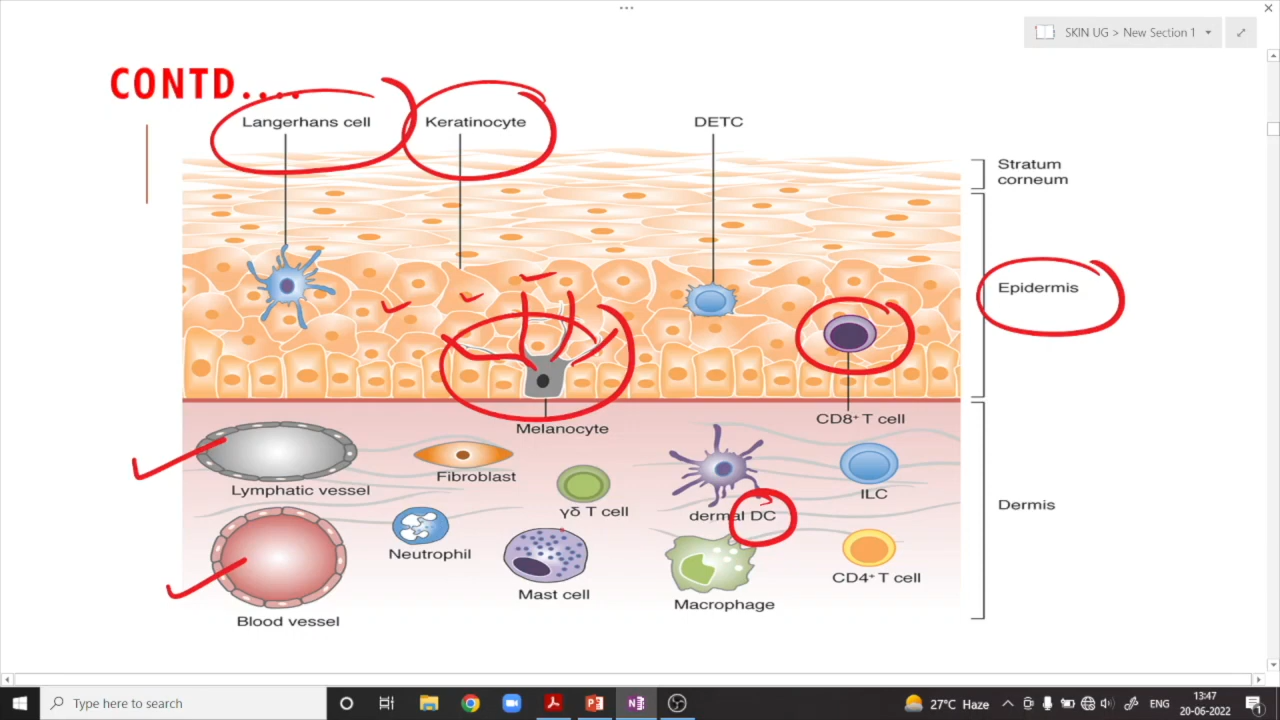 SKIN UG > New Section 1
CONTD....
Langerhans cell
Keratinocyte
DETC
Stratum
corneum
Epidermis
Melanocyte
CD8⁺ T cell
Lymphatic vessel
Fibroblast
γδ T cell
dermal DC
ILC
Dermis
Neutrophil
Mast cell
Macrophage
CD4⁺ T cell
Blood vessel
Type here to search
27°C Haze
ENG
13:47
20-06-2022
1